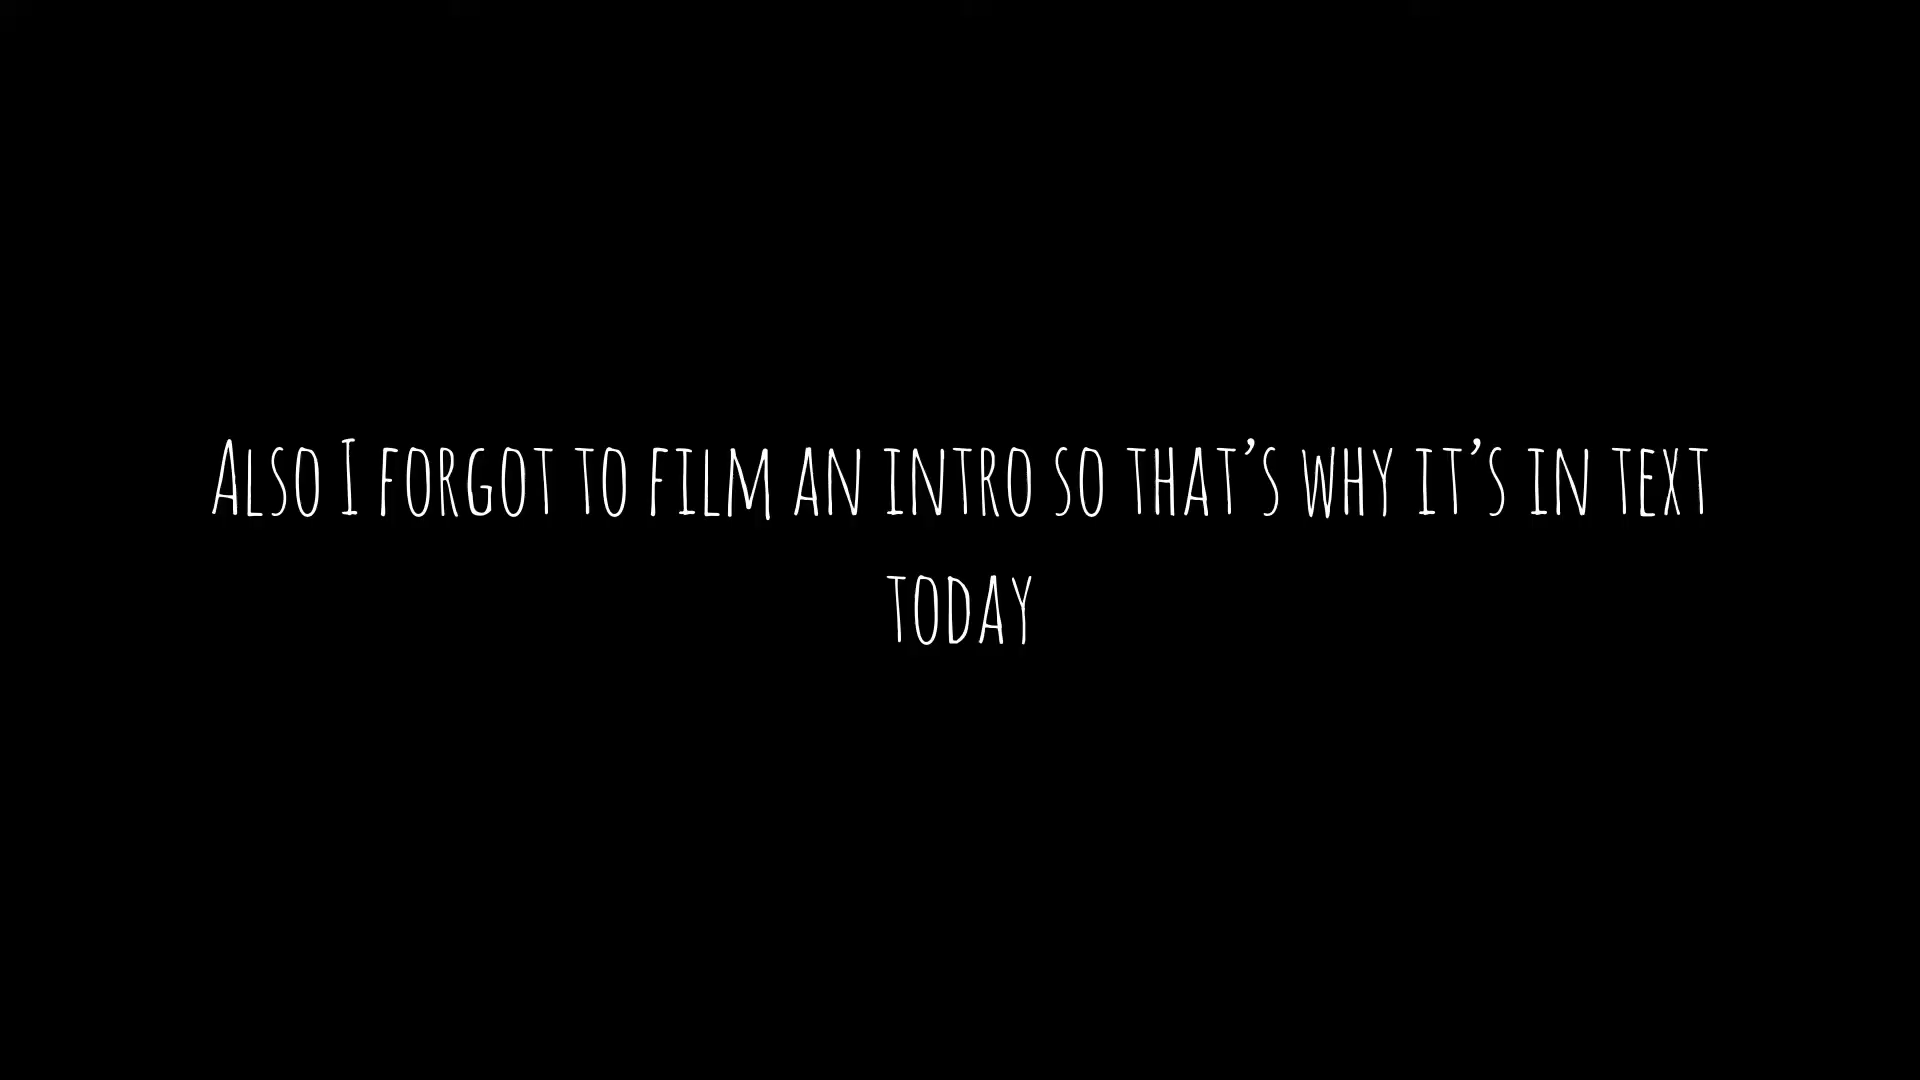 Also I forgot to film an intro so that’s why it’s in text
today